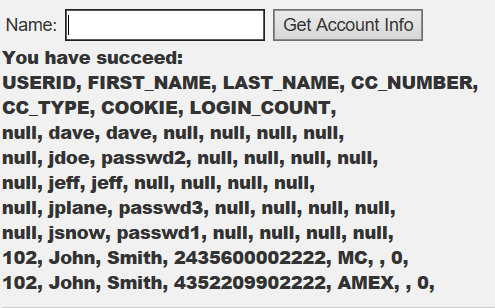 Name: Get Account Info
You have succeed:
USERID, FIRST_NAME, LAST_NAME, CC_NUMBER,
CC_TYPE, COOKIE, LOGIN_COUNT,
null, dave, dave, null, null, null, null,
null, jdoe, passwd2, null, null, null, null,
null, jeff, jeff, null, null, null, null,
null, jplane, passwd3, null, null, null, null,
null, jsnow, passwd1, null, null, null, null,
102, John, Smith, 2435600002222, MC, , 0,
102, John, Smith, 4352209902222, AMEX, , 0,